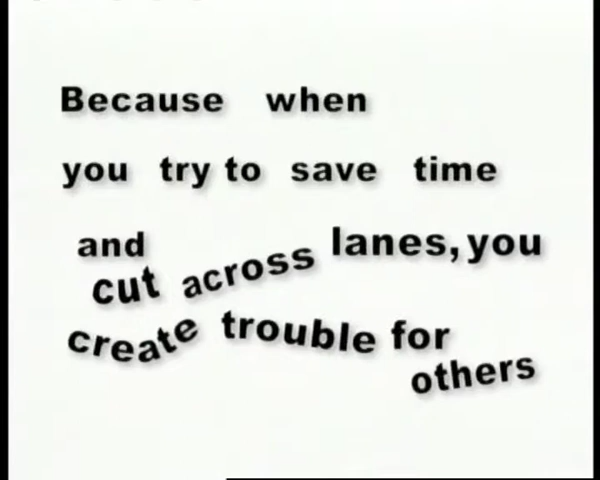 Because when
you try to save time
and cut across lanes, you
create trouble for
others